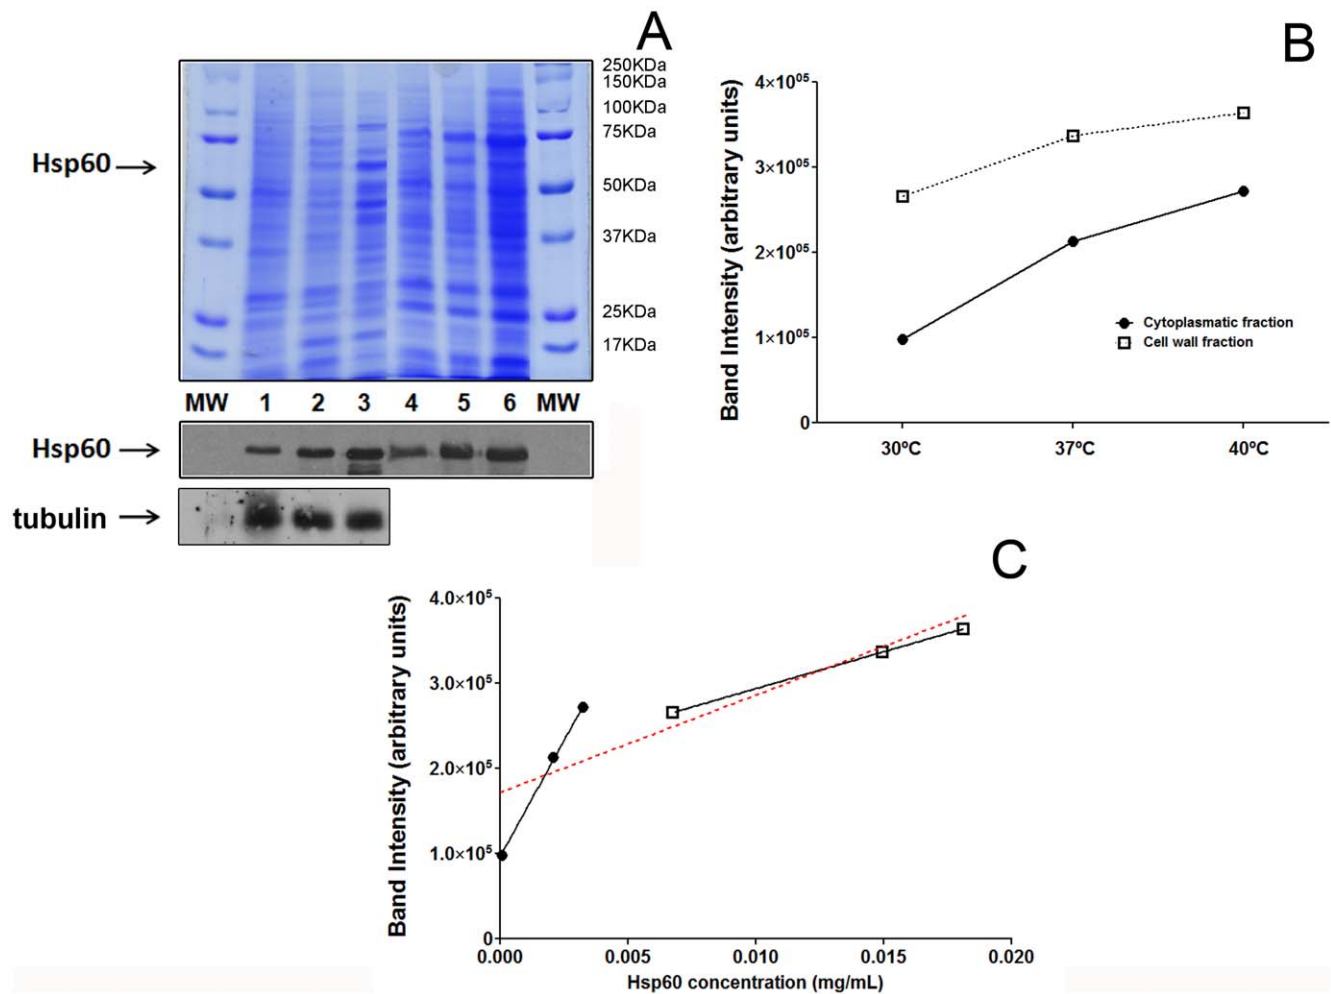 A
250KDa
150KDa
100KDa
75KDa
Hsp60
50KDa
37KDa
25KDa
17KDa
MW 1 2 3 4 5 6 MW
Hsp60
tubulin
B
Band Intensity (arbitrary units)
4×10⁰⁵
3×10⁰⁵
2×10⁰⁵
1×10⁰⁵
0
Cytoplasmatic fraction
Cell wall fraction
30ºC 37ºC 40ºC
C
Band Intensity (arbitrary units)
4.0×10⁵
3.0×10⁵
2.0×10⁵
1.0×10⁵
0
0.000 0.005 0.010 0.015 0.020
Hsp60 concentration (mg/mL)